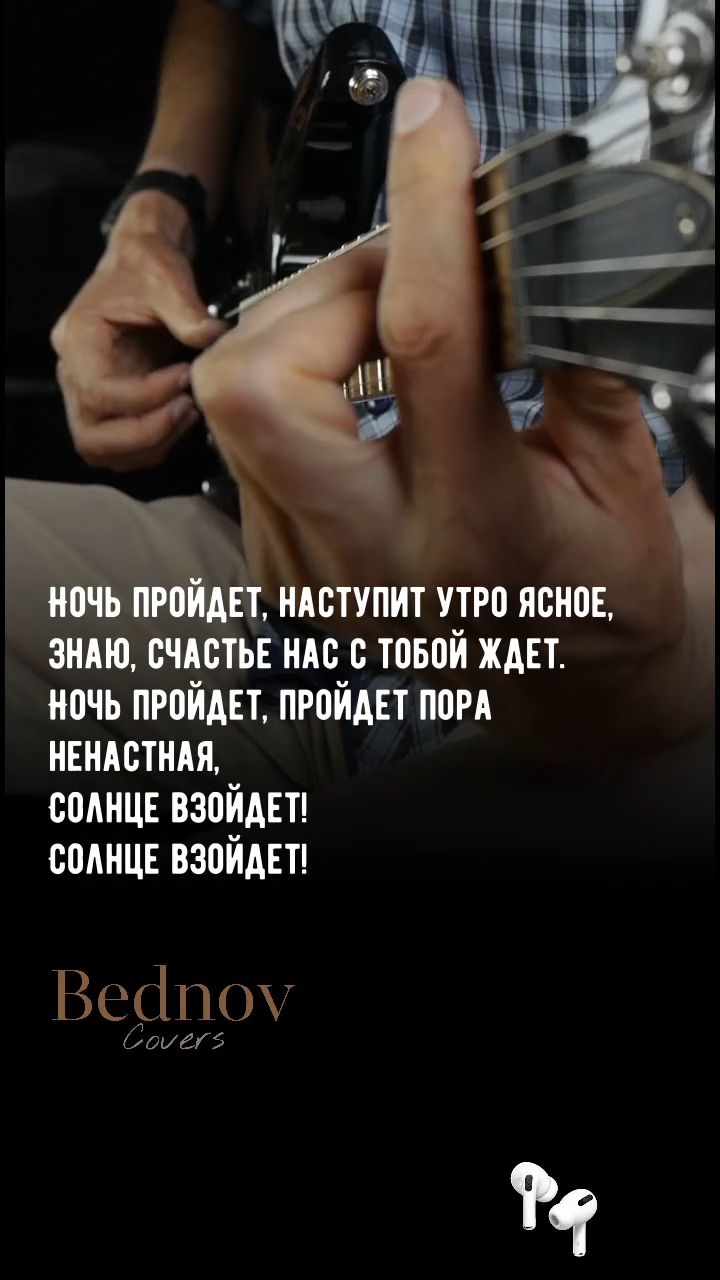 Ночь пройдет, наступит утро ясное,
знаю, счастье нас с тобой ждет.
Ночь пройдет, пройдет пора
ненастная,
Солнце взойдет!
Солнце взойдет!
Bednov
Covers